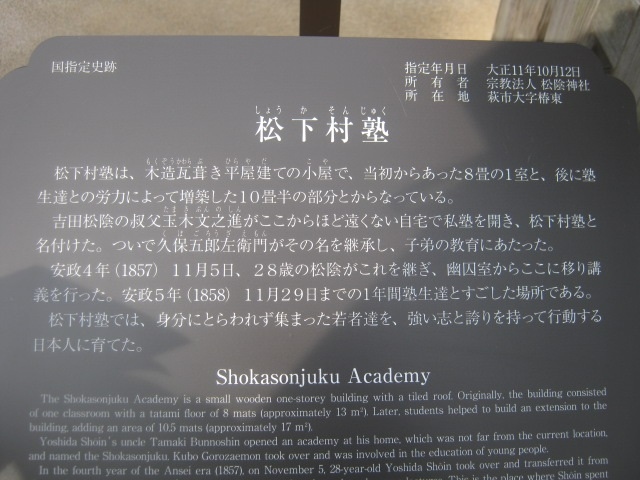 国指定史跡
指定年月日 大正11年10月12日
所有者 宗教法人 松陰神社
所在地 萩市大字椿東
しょうかそんじゅく
松下村塾
もくぞうかわらぶ ひらやだ こや
松下村塾は、木造瓦葺き平屋建ての小屋で、当初からあった8畳の1室と、後に塾
生達との労力によって増築した10畳半の部分とからなっている。
たまきぶんのしん
吉田松陰の叔父玉木文之進がここからほど遠くない自宅で私塾を開き、松下村塾と
くぼごろうざえもん
名付けた。ついで久保五郎左衛門がその名を継承し、子弟の教育にあたった。
安政4年(1857) 11月5日、28歳の松陰がこれを継ぎ、幽囚室からここに移り講
義を行った。安政5年(1858) 11月29日までの1年間塾生達とすごした場所である。
松下村塾では、身分にとらわれず集まった若者達を、強い志と誇りを持って行動する
日本人に育てた。
Shokasonjuku Academy
The Shokasonjuku Academy is a small wooden one-storey building with a tiled roof. Originally, the building consisted
of one classroom with a tatami floor of 8 mats (approximately 13 m²). Later, students helped to build an extension to the
building, adding an area of 10.5 mats (approximately 17 m²).
Yoshida Shōin's uncle Tamaki Bunnoshin opened an academy at his home, which was not far from the current location,
and named the Shokasonjuku. Kubo Gorozaemon took over and was involved in the education of young people.
In the fourth year of the Ansei era (1857), on November 5, 28-year-old Yoshida Shōin took over and transferred it from
This is the place where Shōin spent